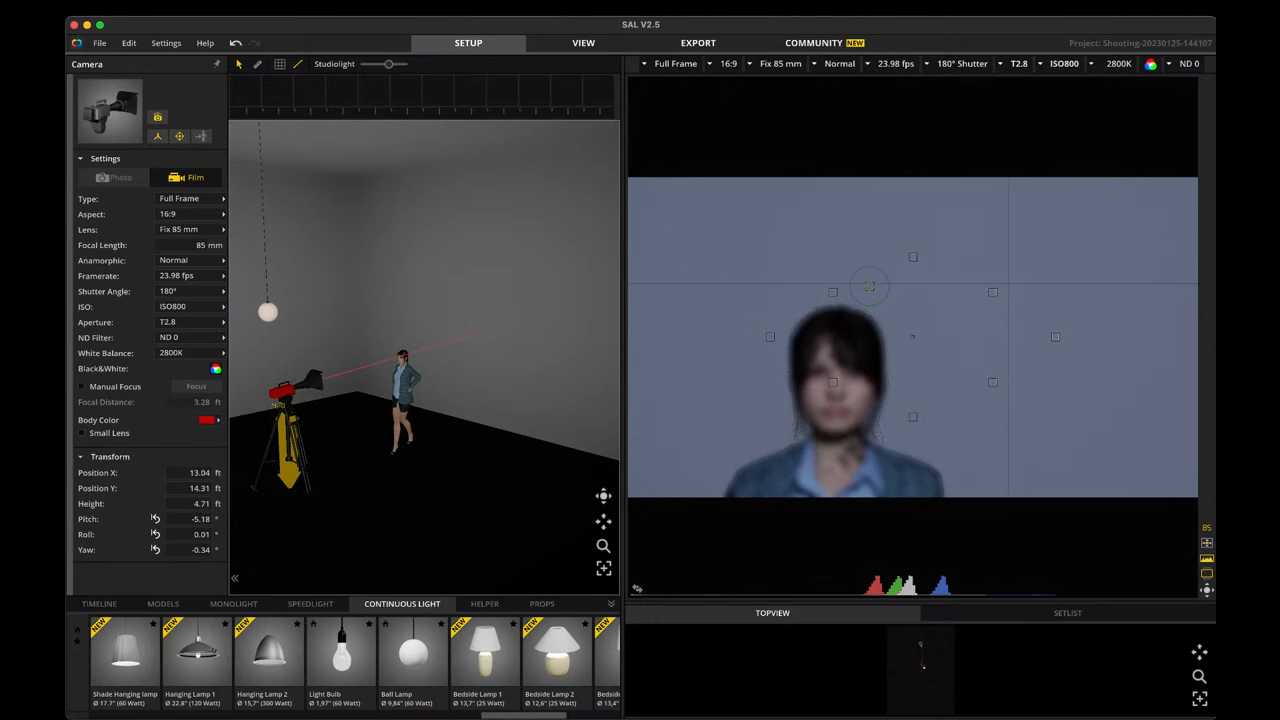 SAL V2.5
File Edit Settings Help
SETUP VIEW EXPORT COMMUNITY NEW
Project: Shooting-20230125-144107
Camera
Studiolight
Full Frame 16:9 Fix 85 mm Normal 23.98 fps 180° Shutter T2.8 ISO800 2800K ND 0
Settings
Photo Film
Type: Full Frame
Aspect: 16:9
Lens: Fix 85 mm
Focal Length: 85 mm
Anamorphic: Normal
Framerate: 23.98 fps
Shutter Angle: 180°
ISO: ISO800
Aperture: T2.8
ND Filter: ND 0
White Balance: 2800K
Black&White:
Manual Focus Focus
Focal Distance: 3.28 ft
Body Color
Small Lens
Transform
Position X: 13.04 ft
Position Y: 14.31 ft
Height: 4.71 ft
Pitch: -5.18 °
Roll: 0.01 °
Yaw: -0.34 °
85
TIMELINE MODELS MONOLIGHT SPEEDLIGHT CONTINUOUS LIGHT HELPER PROPS
TOPVIEW SETLIST
NEW NEW NEW NEW NEW NEW
Shade Hanging lamp Hanging Lamp 1 Hanging Lamp 2 Light Bulb Ball Lamp Bedside Lamp 1 Bedside Lamp 2 Bedsid
Ø 17.7" (60 Watt) Ø 22.8" (120 Watt) Ø 15,7" (300 Watt) Ø 1,97" (60 Watt) Ø 9,84" (60 Watt) Ø 13,7" (25 Watt) Ø 12,6" (25 Watt) Ø 13,4"